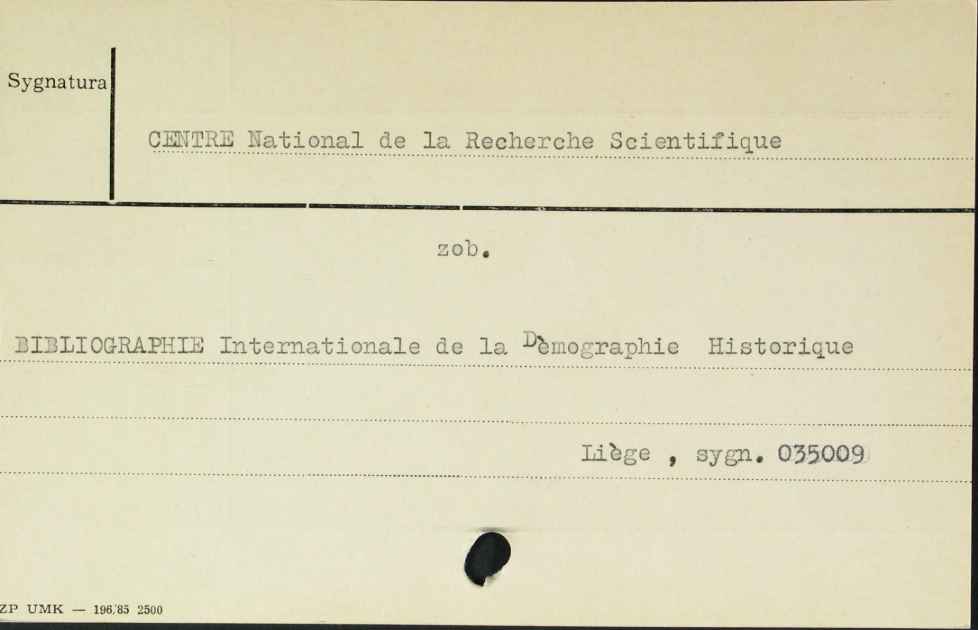 Sygnatura
CENTRE National de la Recherche Scientifique
zob.
BIBLIOGRAPHIE Internationale de la Dèmographie Historique
Liège , sygn. 035009
ZP UMK — 196/85 2500